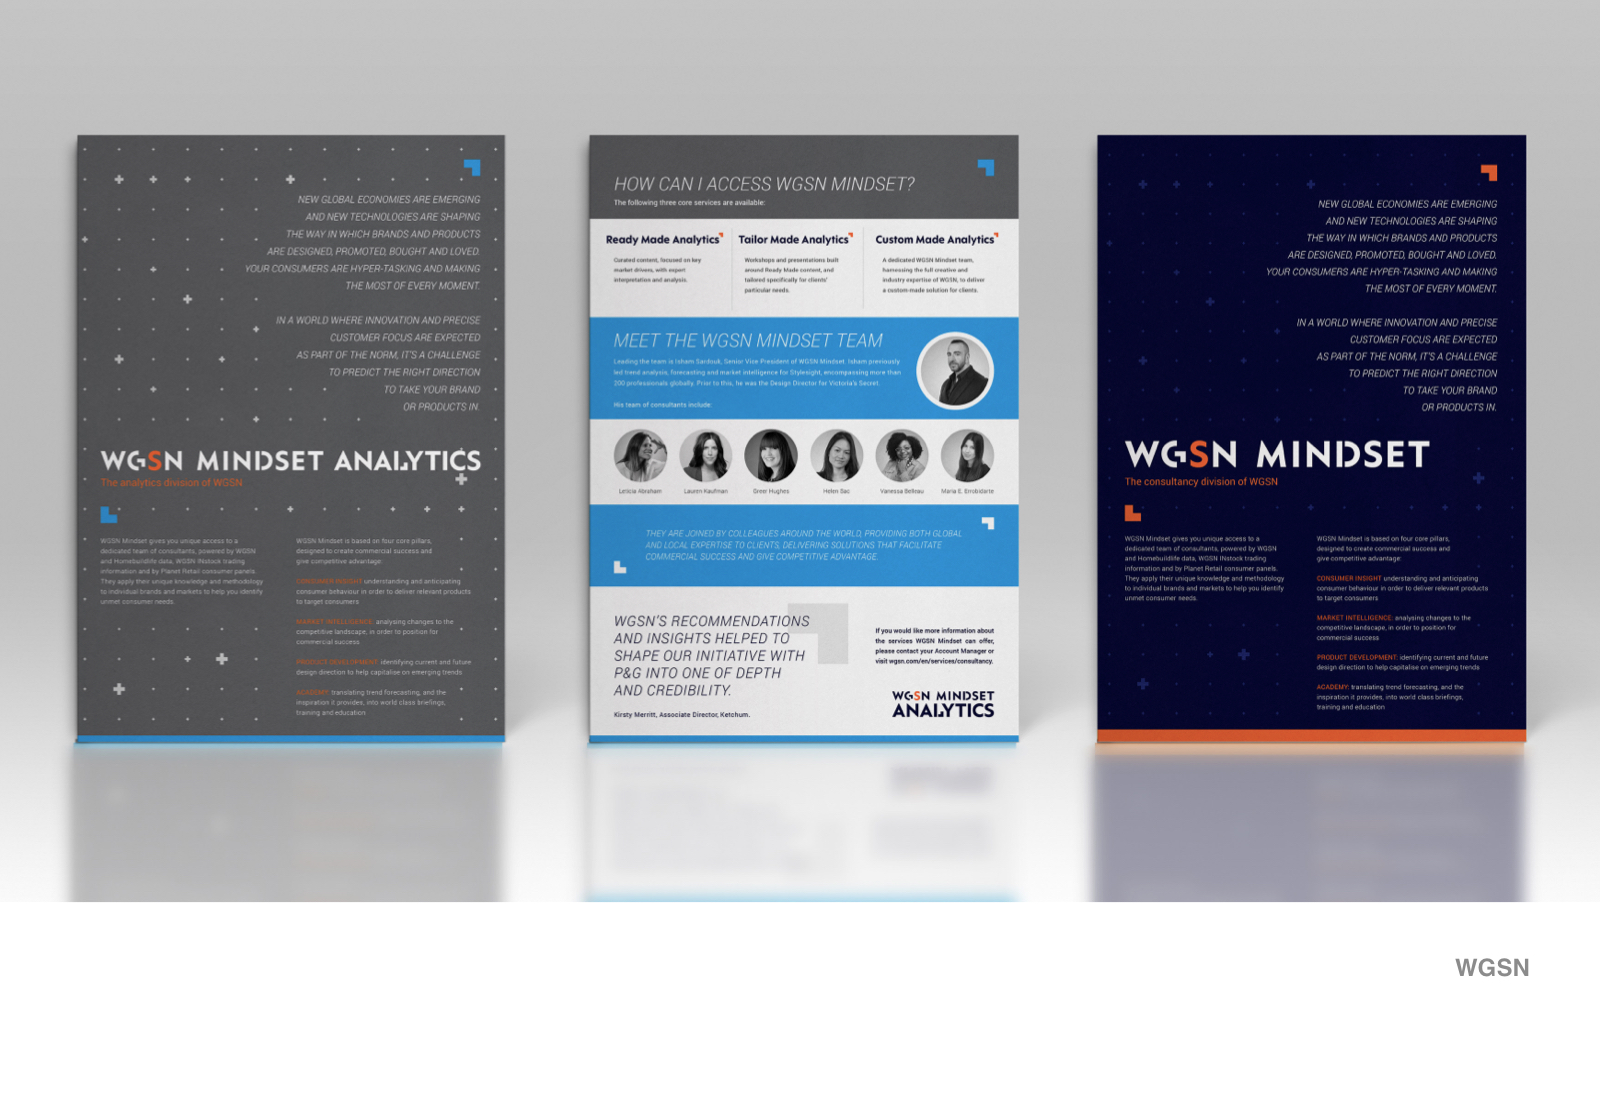 NEW GLOBAL ECONOMIES ARE EMERGING
AND NEW TECHNOLOGIES ARE SHAPING
THE WAY IN WHICH BRANDS AND PRODUCTS
ARE DESIGNED, PROMOTED, BOUGHT AND LOVED.
YOUR CONSUMERS ARE HYPER-TASKING AND MAKING
THE MOST OF EVERY MOMENT.
IN A WORLD WHERE INNOVATION AND PRECISE
CUSTOMER FOCUS ARE EXPECTED
AS PART OF THE NORM, IT'S A CHALLENGE
TO PREDICT THE RIGHT DIRECTION
TO TAKE YOUR BRAND
OR PRODUCTS IN.
WGSN MINDSET ANALYTICS
The analytics division of WGSN
WGSN Mindset gives you unique access to a
dedicated team of consultants, powered by WGSN
and Homebuildlife data, WGSN INstock trading
information and by Planet Retail consumer panels.
They apply their unique knowledge and methodology
to individual brands and markets to help you identify
unmet consumer needs.
WGSN Mindset is based on four core pillars,
designed to create commercial success and
give competitive advantage:
CONSUMER INSIGHT understanding and anticipating
consumer behaviour in order to deliver relevant products
to target consumers
MARKET INTELLIGENCE: analysing changes to the
competitive landscape, in order to position for
commercial success
PRODUCT DEVELOPMENT: identifying current and future
design direction to help capitalise on emerging trends
ACADEMY: translating trend forecasting, and the
inspiration it provides, into world class briefings,
training and education
HOW CAN I ACCESS WGSN MINDSET?
The following three core services are available:
Ready Made Analytics
Curated content, focused on key
market drivers, with expert
interpretation and analysis.
Tailor Made Analytics
Workshops and presentations built
around Ready Made content, and
tailored specifically for clients'
particular needs.
Custom Made Analytics
A dedicated WGSN Mindset team,
harnessing the full creative and
industry expertise of WGSN, to deliver
a custom-made solution for clients.
MEET THE WGSN MINDSET TEAM
Leading the team is Isham Sardouk, Senior Vice President of WGSN Mindset. Isham previously
led trend analysis, forecasting and market intelligence for Stylesight, encompassing more than
200 professionals globally. Prior to this, he was the Design Director for Victoria's Secret.
His team of consultants include:
Leticia Abraham
Lauren Kaufman
Greer Hughes
Helen Sac
Vanessa Belleau
Maria E. Errobidarte
THEY ARE JOINED BY COLLEAGUES AROUND THE WORLD, PROVIDING BOTH GLOBAL
AND LOCAL EXPERTISE TO CLIENTS, DELIVERING SOLUTIONS THAT FACILITATE
COMMERCIAL SUCCESS AND GIVE COMPETITIVE ADVANTAGE.
WGSN'S RECOMMENDATIONS
AND INSIGHTS HELPED TO
SHAPE OUR INITIATIVE WITH
P&G INTO ONE OF DEPTH
AND CREDIBILITY.
Kirsty Merritt, Associate Director, Ketchum.
If you would like more information about
the services WGSN Mindset can offer,
please contact your Account Manager or
visit wgsn.com/en/services/consultancy.
WGSN MINDSET
ANALYTICS
NEW GLOBAL ECONOMIES ARE EMERGING
AND NEW TECHNOLOGIES ARE SHAPING
THE WAY IN WHICH BRANDS AND PRODUCTS
ARE DESIGNED, PROMOTED, BOUGHT AND LOVED.
YOUR CONSUMERS ARE HYPER-TASKING AND MAKING
THE MOST OF EVERY MOMENT.
IN A WORLD WHERE INNOVATION AND PRECISE
CUSTOMER FOCUS ARE EXPECTED
AS PART OF THE NORM, IT'S A CHALLENGE
TO PREDICT THE RIGHT DIRECTION
TO TAKE YOUR BRAND
OR PRODUCTS IN.
WGSN MINDSET
The consultancy division of WGSN
WGSN Mindset gives you unique access to a
dedicated team of consultants, powered by WGSN
and Homebuildlife data, WGSN INstock trading
information and by Planet Retail consumer panels.
They apply their unique knowledge and methodology
to individual brands and markets to help you identify
unmet consumer needs.
WGSN Mindset is based on four core pillars,
designed to create commercial success and
give competitive advantage:
CONSUMER INSIGHT understanding and anticipating
consumer behaviour in order to deliver relevant products
to target consumers
MARKET INTELLIGENCE: analysing changes to the
competitive landscape, in order to position for
commercial success
PRODUCT DEVELOPMENT: identifying current and future
design direction to help capitalise on emerging trends
ACADEMY: translating trend forecasting, and the
inspiration it provides, into world class briefings,
training and education
WGSN